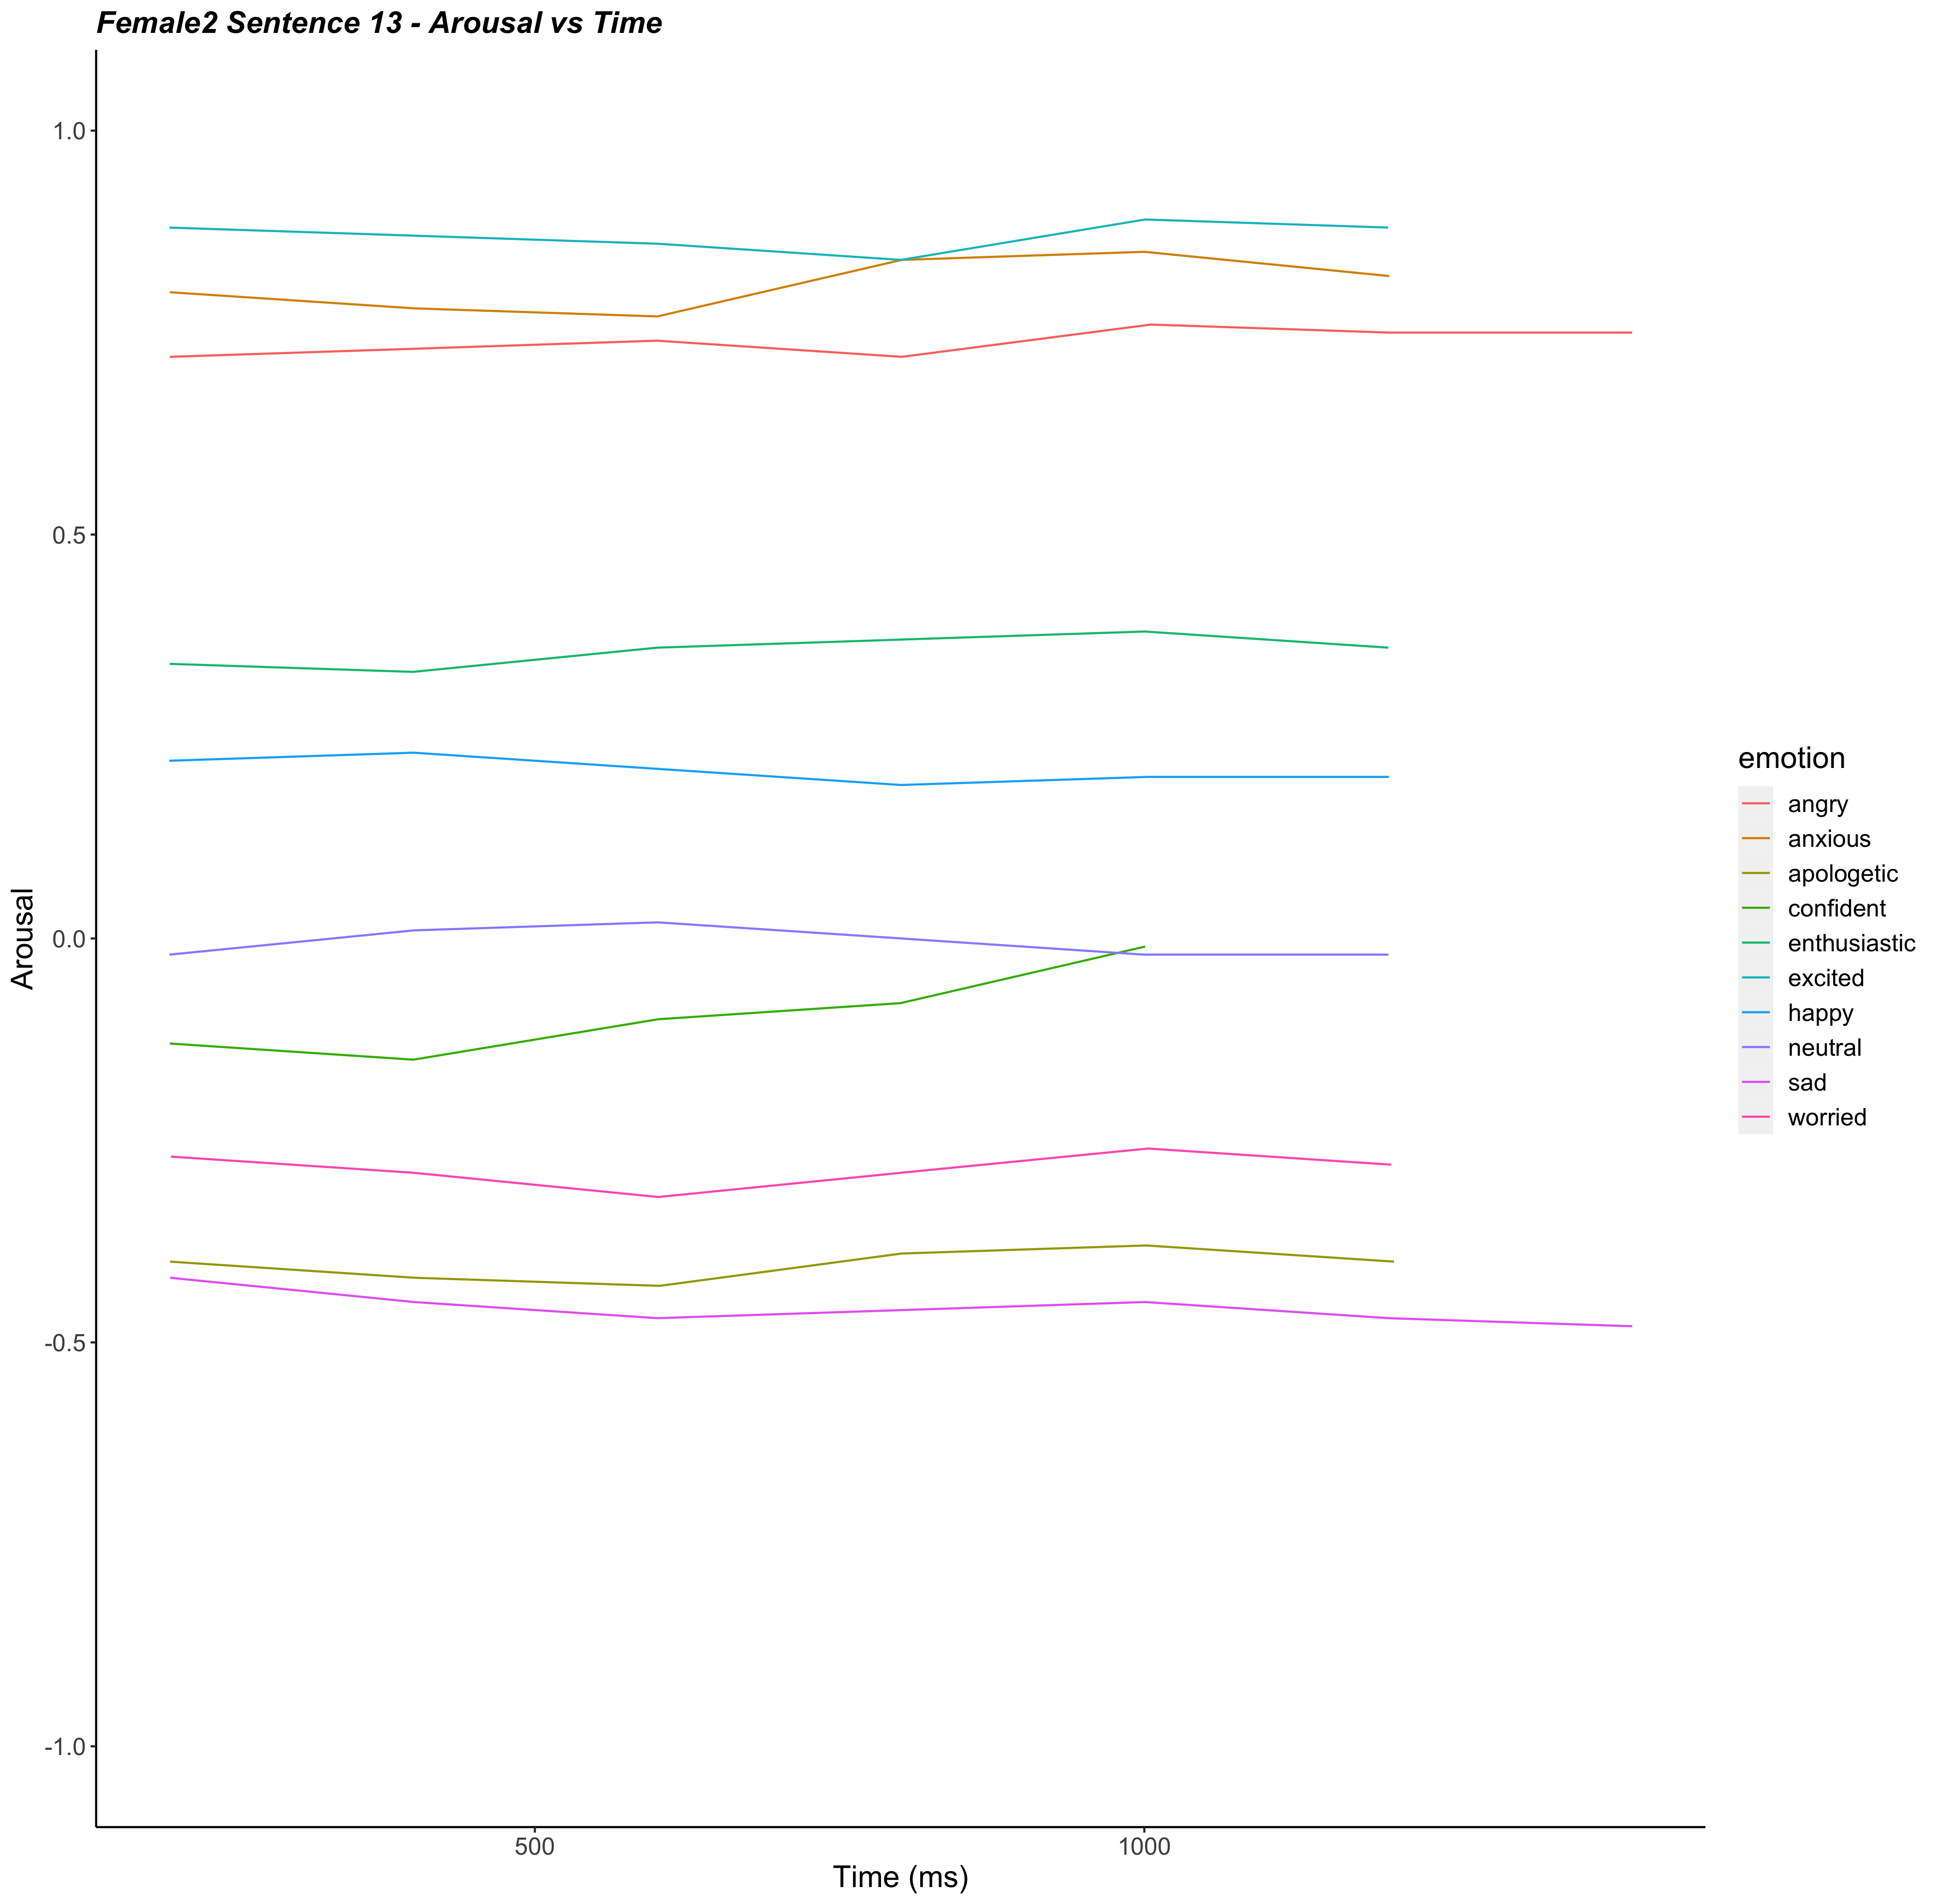 Female2 Sentence 13 - Arousal vs Time
1.0
0.5
0.0
-0.5
-1.0
Arousal
500
1000
Time (ms)
emotion
angry
anxious
apologetic
confident
enthusiastic
excited
happy
neutral
sad
worried